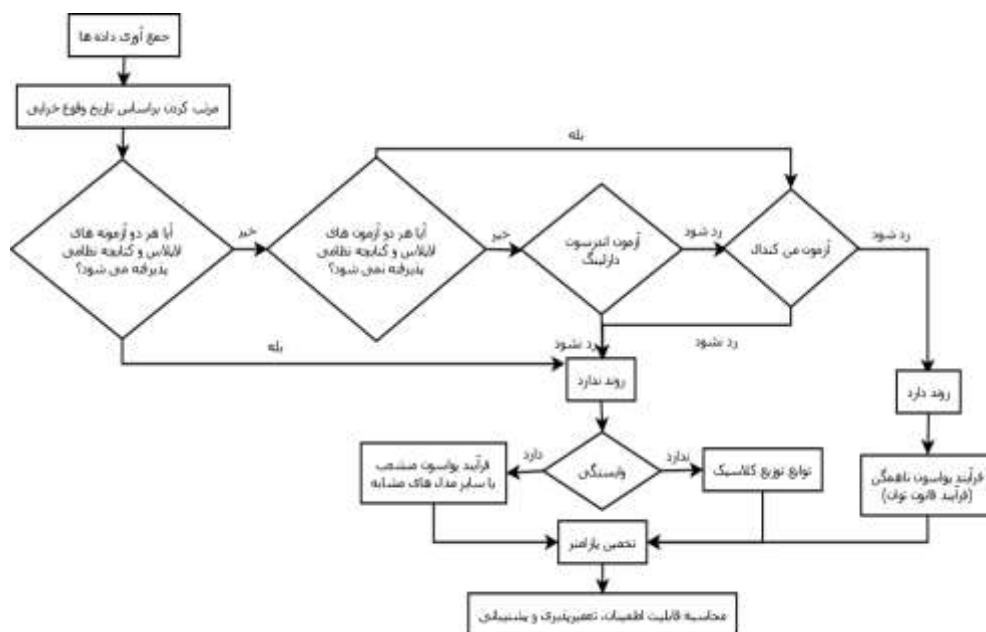 جمع آوری داده ها
مرتب کردن براساس تاریخ وقوع خرابی
بله
آیا هر دو آزمونه های
لاپلاس و کتابچه نظامی
پذیرفته می شود؟
خیر
آیا هر دو آزمون های
لاپلاس و کتابچه نظامی
پذیرفته نمی شود؟
خیر
آزمون اندرسون
دارلینگ
رد شود
آزمون می کندال
رد شود
بله
رد نشود
رد نشود
روند ندارد
روند دارد
وابستگی
دارد
ندارد
فرآیند پواسون منشعب
یا سایر مدل های مشابه
توابع توزیع کلاسیک
فرآیند پواسون ناهمگن
(فرآیند قانون توان)
تخمین پارامتر
محاسبه قابلیت اطمینان، تعمیرپذیری و پشتیبانی